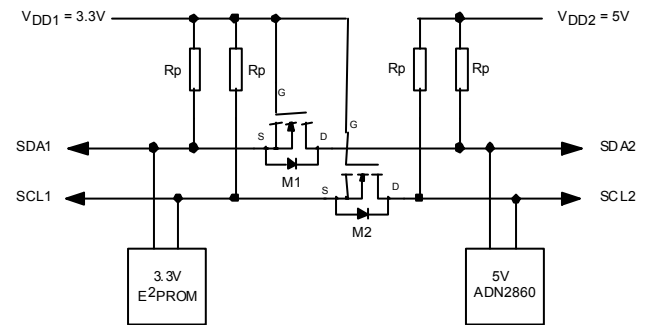 VDD1 = 3.3V
VDD2 = 5V
Rp
Rp
Rp
Rp
G
G
SDA1
S
D
SDA2
M1
SCL1
S
D
SCL2
M2
3.3V
E2PROM
5V
ADN2860